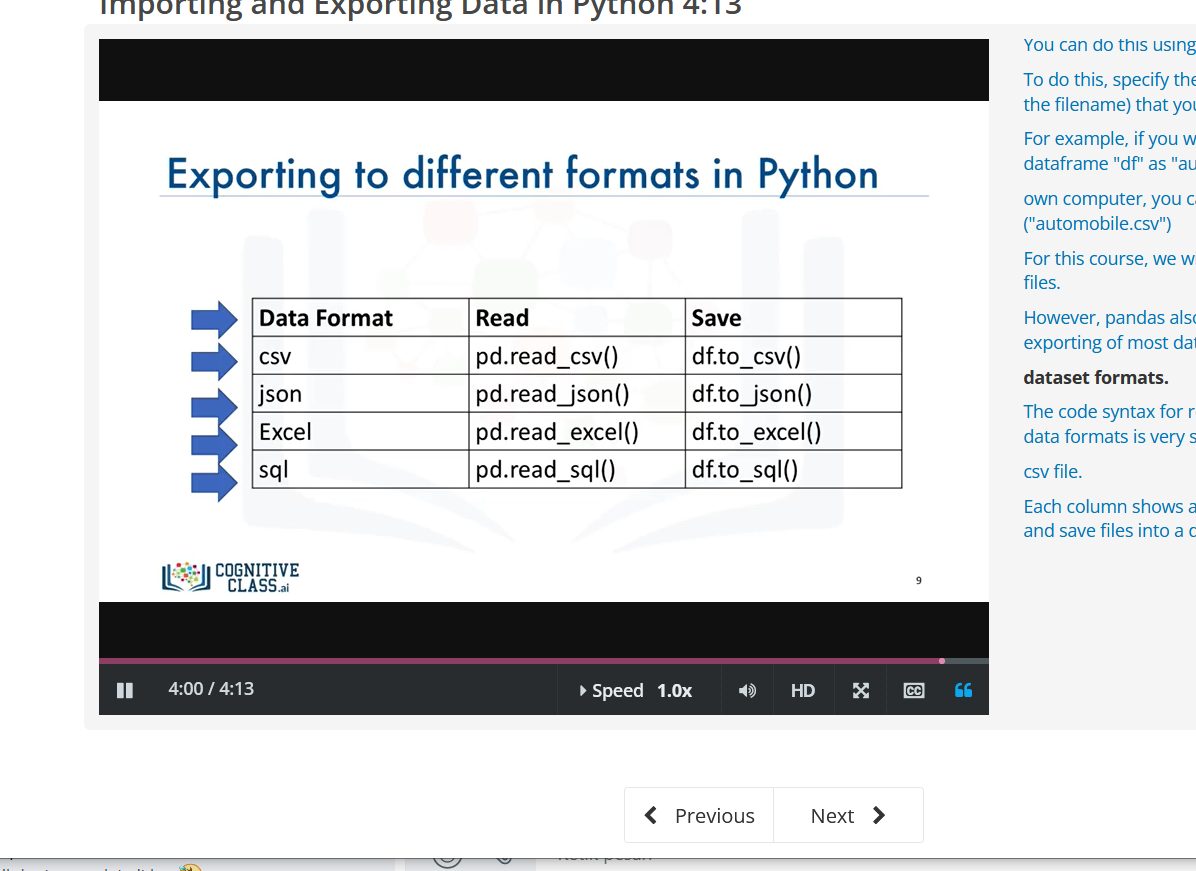 Importing and Exporting Data in Python 4:13
Exporting to different formats in Python
Data Format Read Save
csv pd.read_csv() df.to_csv()
json pd.read_json() df.to_json()
Excel pd.read_excel() df.to_excel()
sql pd.read_sql() df.to_sql()
COGNITIVE
CLASS.ai
9
4:00 / 4:13
Speed 1.0x
HD
CC
You can do this using
To do this, specify the
the filename) that you
For example, if you w
dataframe "df" as "au
own computer, you ca
("automobile.csv")
For this course, we w
files.
However, pandas also
exporting of most dat
dataset formats.
The code syntax for r
data formats is very s
csv file.
Each column shows a
and save files into a d
Previous
Next